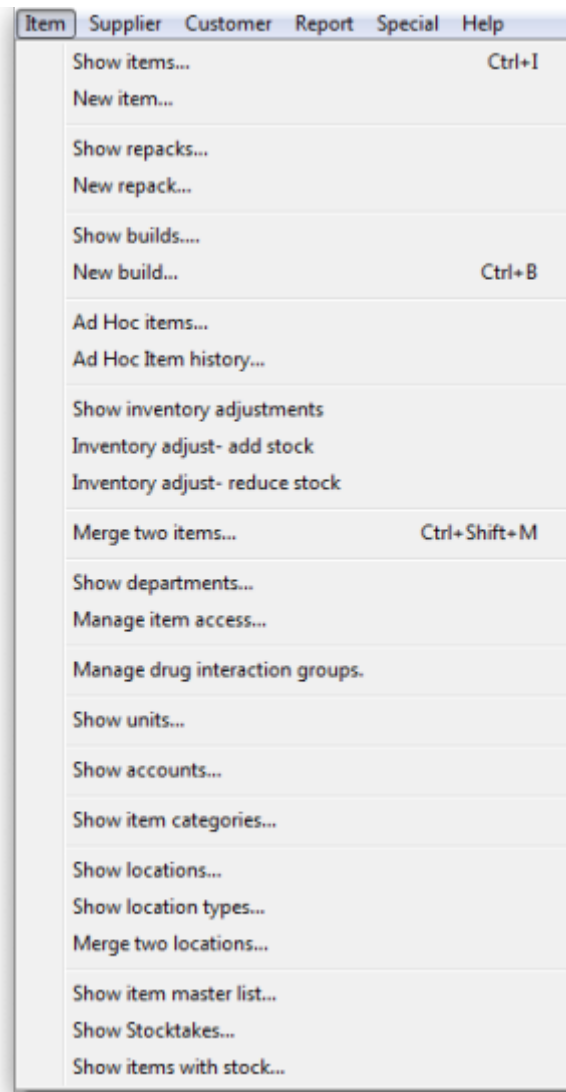 Item Supplier Customer Report Special Help
Show items... Ctrl+I
New item...
Show repacks...
New repack...
Show builds....
New build... Ctrl+B
Ad Hoc items...
Ad Hoc Item history...
Show inventory adjustments
Inventory adjust- add stock
Inventory adjust- reduce stock
Merge two items... Ctrl+Shift+M
Show departments...
Manage item access...
Manage drug interaction groups.
Show units...
Show accounts...
Show item categories...
Show locations...
Show location types...
Merge two locations...
Show item master list...
Show Stocktakes...
Show items with stock...